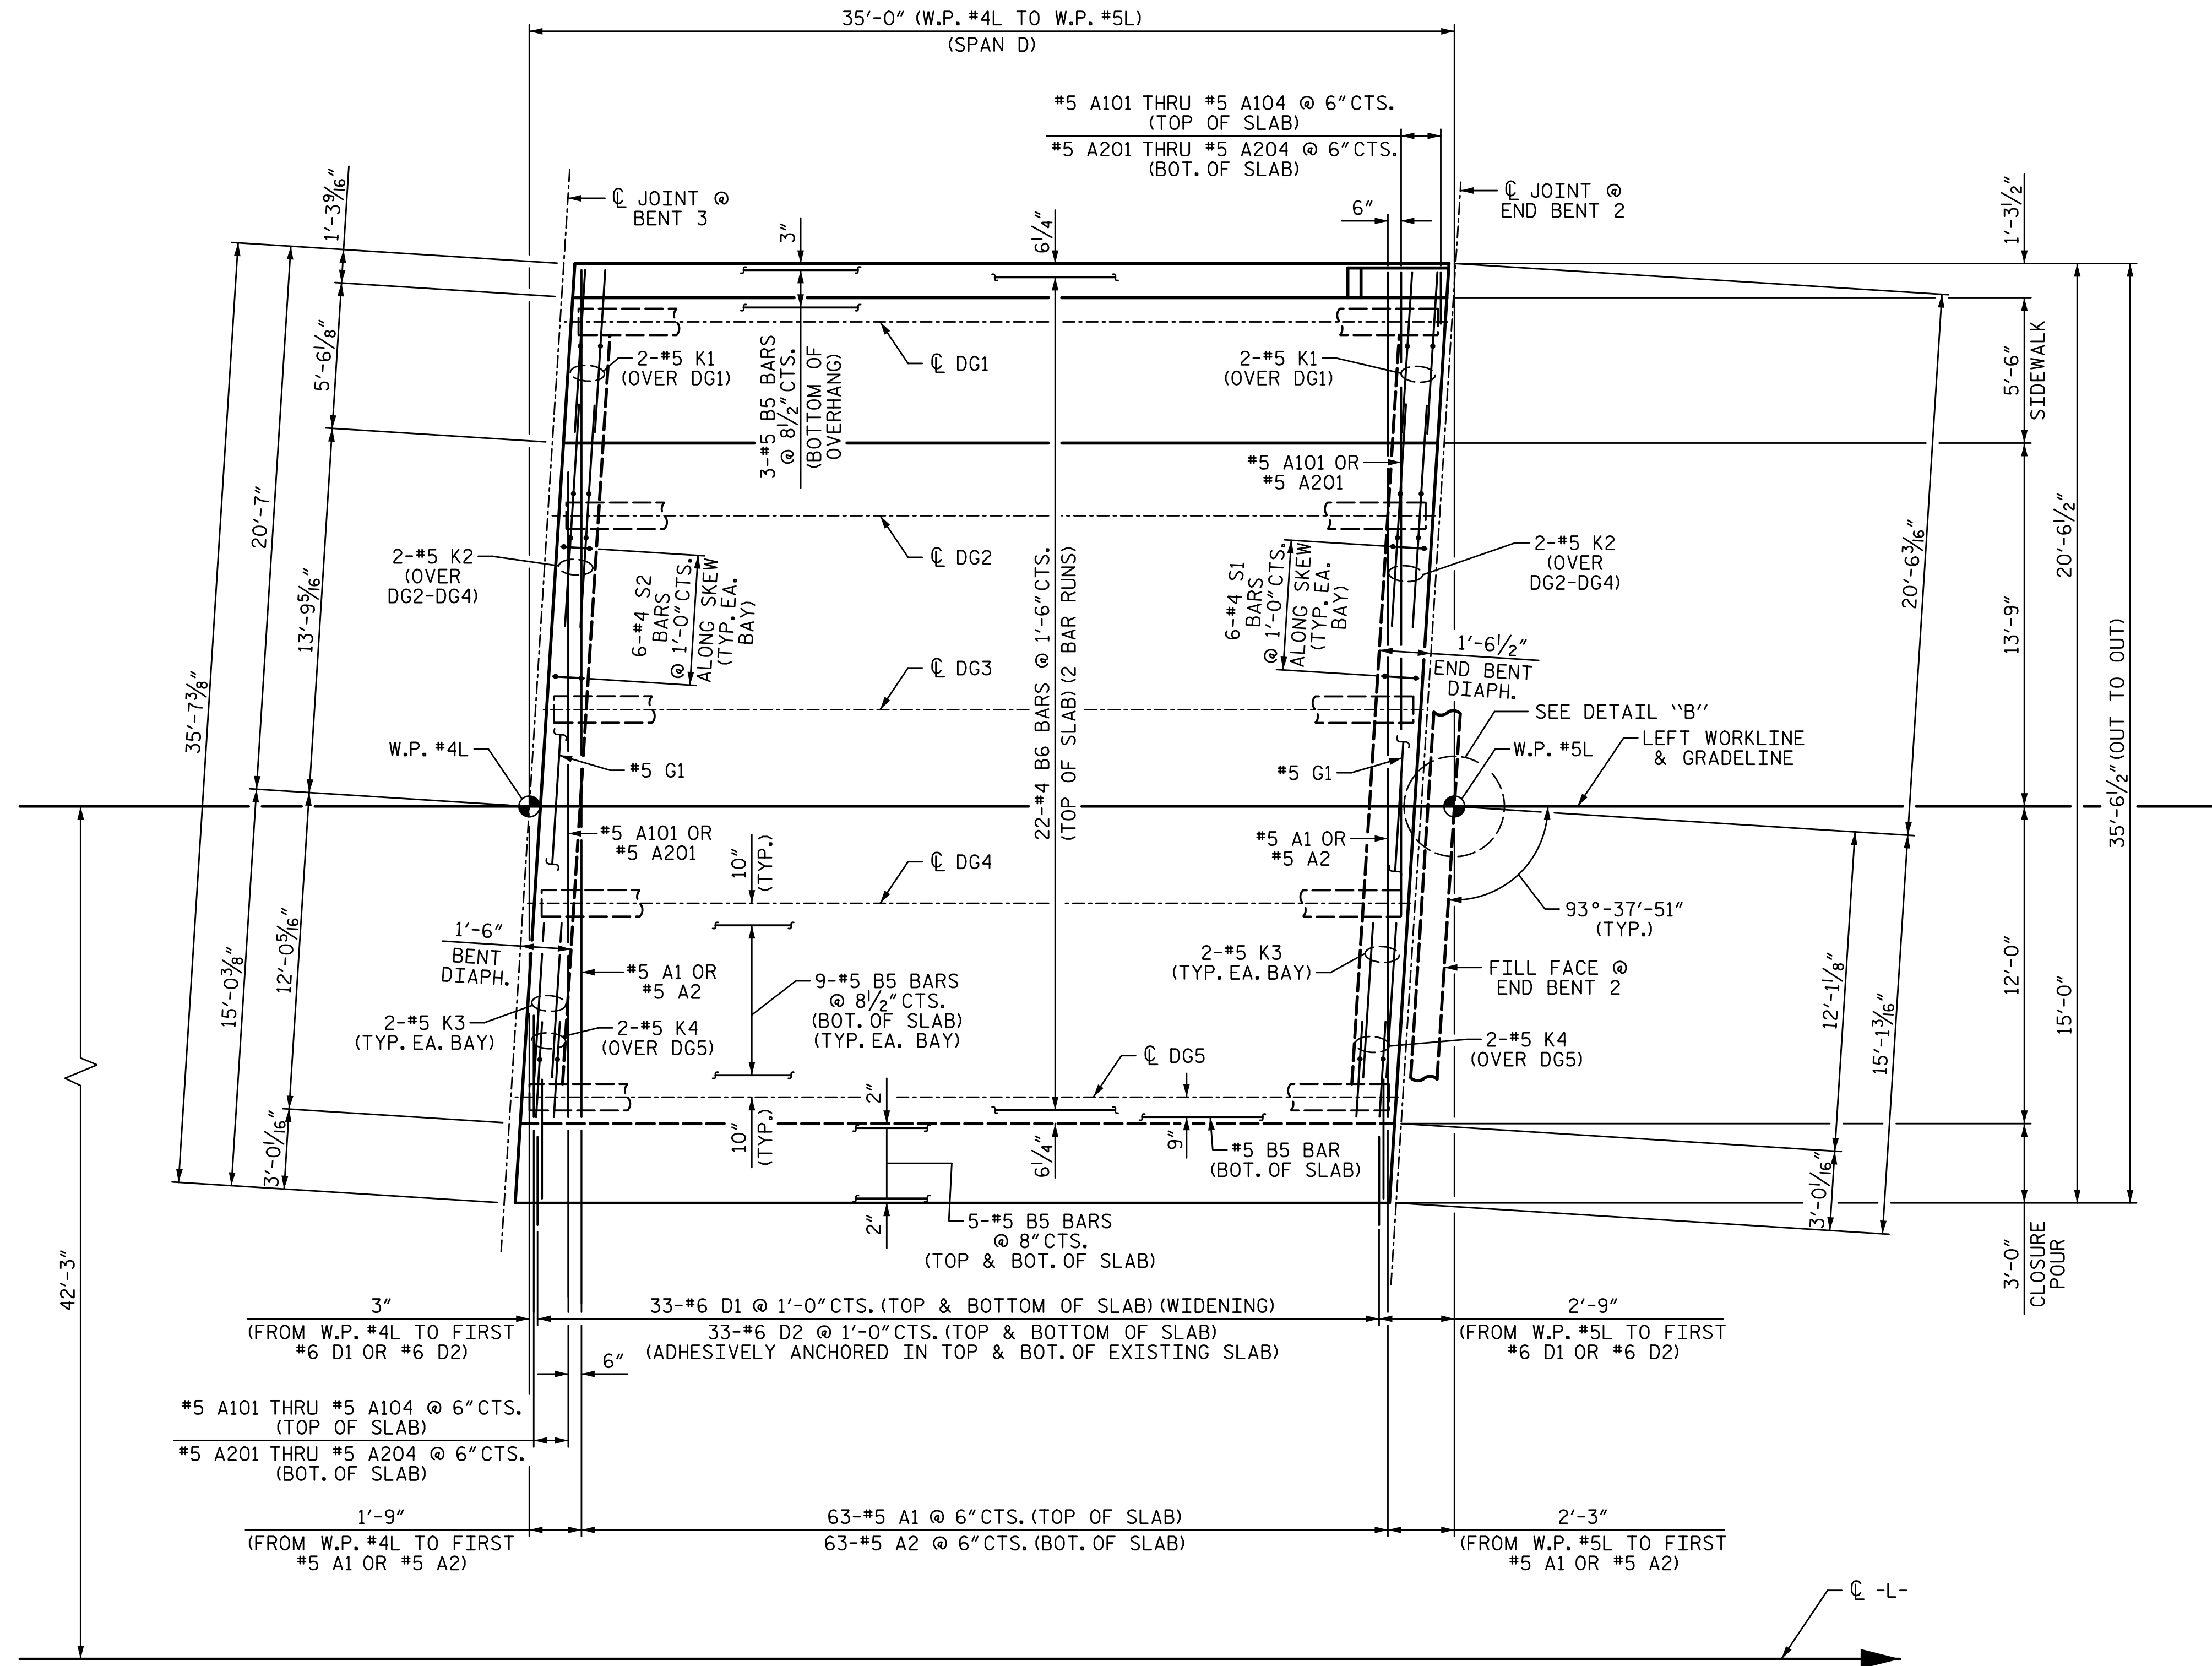 35'-0" (W.P. #4L TO W.P. #5L)
(SPAN D)
#5 A101 THRU #5 A104 @ 6"CTS.
(TOP OF SLAB)
#5 A201 THRU #5 A204 @ 6"CTS.
(BOT. OF SLAB)
℄ JOINT @
BENT 3
℄ JOINT @
END BENT 2
6"
3"
6¼"
1'-3 9/16"
1'-3½"
5'-6⅛"
20'-7"
13'-9 5/16"
35'-7⅜"
15'-0⅜"
12'-0 5/16"
3'-0 1/16"
2-#5 K1
(OVER DG1)
3-#5 B5 BARS
@ 8½"CTS.
(BOTTOM OF
OVERHANG)
℄ DG1
2-#5 K1
(OVER DG1)
5'-6"
SIDEWALK
#5 A101 OR
#5 A201
2-#5 K2
(OVER
DG2-DG4)
6-#4 S2
BARS
@ 1'-0"CTS.
ALONG SKEW
(TYP. EA.
BAY)
℄ DG2
22-#4 B6 BARS @ 1'-6"CTS.
(TOP OF SLAB) (2 BAR RUNS)
6-#4 S1
BARS
@ 1'-0"CTS.
ALONG SKEW
(TYP. EA.
BAY)
2-#5 K2
(OVER
DG2-DG4)
20'-6 3/16"
13'-9"
20'-6½"
35'-6½"(OUT TO OUT)
1'-6½"
END BENT
DIAPH.
℄ DG3
SEE DETAIL ``B''
W.P. #4L
#5 G1
#5 G1
W.P. #5L
LEFT WORKLINE
& GRADELINE
#5 A101 OR
#5 A201
10"
(TYP.)
℄ DG4
#5 A1 OR
#5 A2
93°-37'-51"
(TYP.)
1'-6"
BENT
DIAPH.
#5 A1 OR
#5 A2
9-#5 B5 BARS
@ 8½"CTS.
(BOT. OF SLAB)
(TYP. EA. BAY)
2-#5 K3
(TYP. EA. BAY)
FILL FACE @
END BENT 2
12'-1⅛"
15'-1 3/16"
12'-0"
15'-0"
2-#5 K3
(TYP. EA. BAY)
2-#5 K4
(OVER DG5)
℄ DG5
2-#5 K4
(OVER DG5)
10"
(TYP.)
2"
6¼"
9"
#5 B5 BAR
(BOT. OF SLAB)
2"
5-#5 B5 BARS
@ 8"CTS.
(TOP & BOT. OF SLAB)
3'-0 1/16"
3'-0"
CLOSURE
POUR
42'-3"
3"
(FROM W.P. #4L TO FIRST
#6 D1 OR #6 D2)
33-#6 D1 @ 1'-0"CTS. (TOP & BOTTOM OF SLAB) (WIDENING)
33-#6 D2 @ 1'-0"CTS. (TOP & BOTTOM OF SLAB)
(ADHESIVELY ANCHORED IN TOP & BOT. OF EXISTING SLAB)
2'-9"
(FROM W.P. #5L TO FIRST
#6 D1 OR #6 D2)
6"
#5 A101 THRU #5 A104 @ 6"CTS.
(TOP OF SLAB)
#5 A201 THRU #5 A204 @ 6"CTS.
(BOT. OF SLAB)
1'-9"
(FROM W.P. #4L TO FIRST
#5 A1 OR #5 A2)
63-#5 A1 @ 6"CTS. (TOP OF SLAB)
63-#5 A2 @ 6"CTS. (BOT. OF SLAB)
2'-3"
(FROM W.P. #5L TO FIRST
#5 A1 OR #5 A2)
℄ -L-